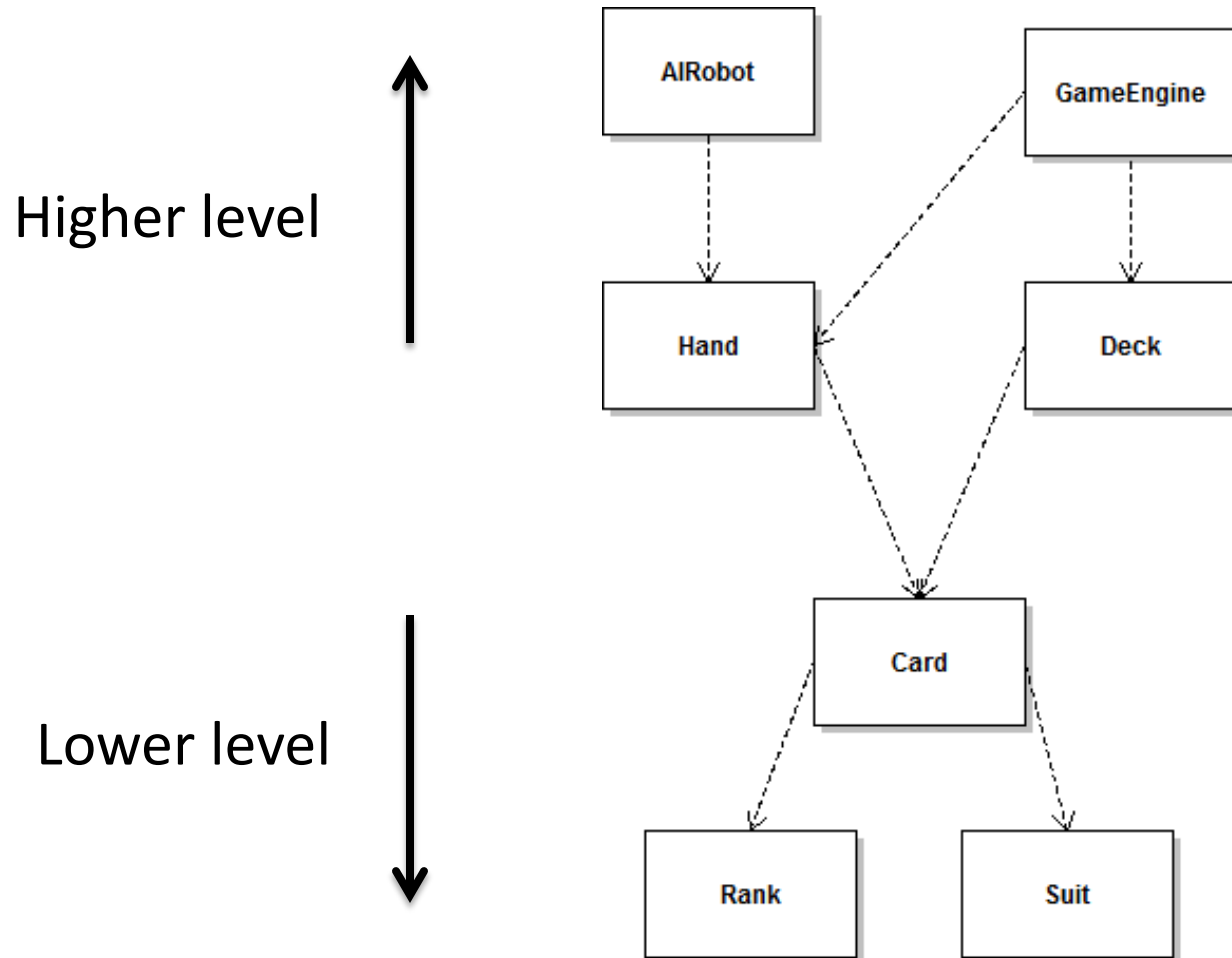 AIRobot
GameEngine
Higher level
Hand
Deck
Card
Lower level
Rank
Suit